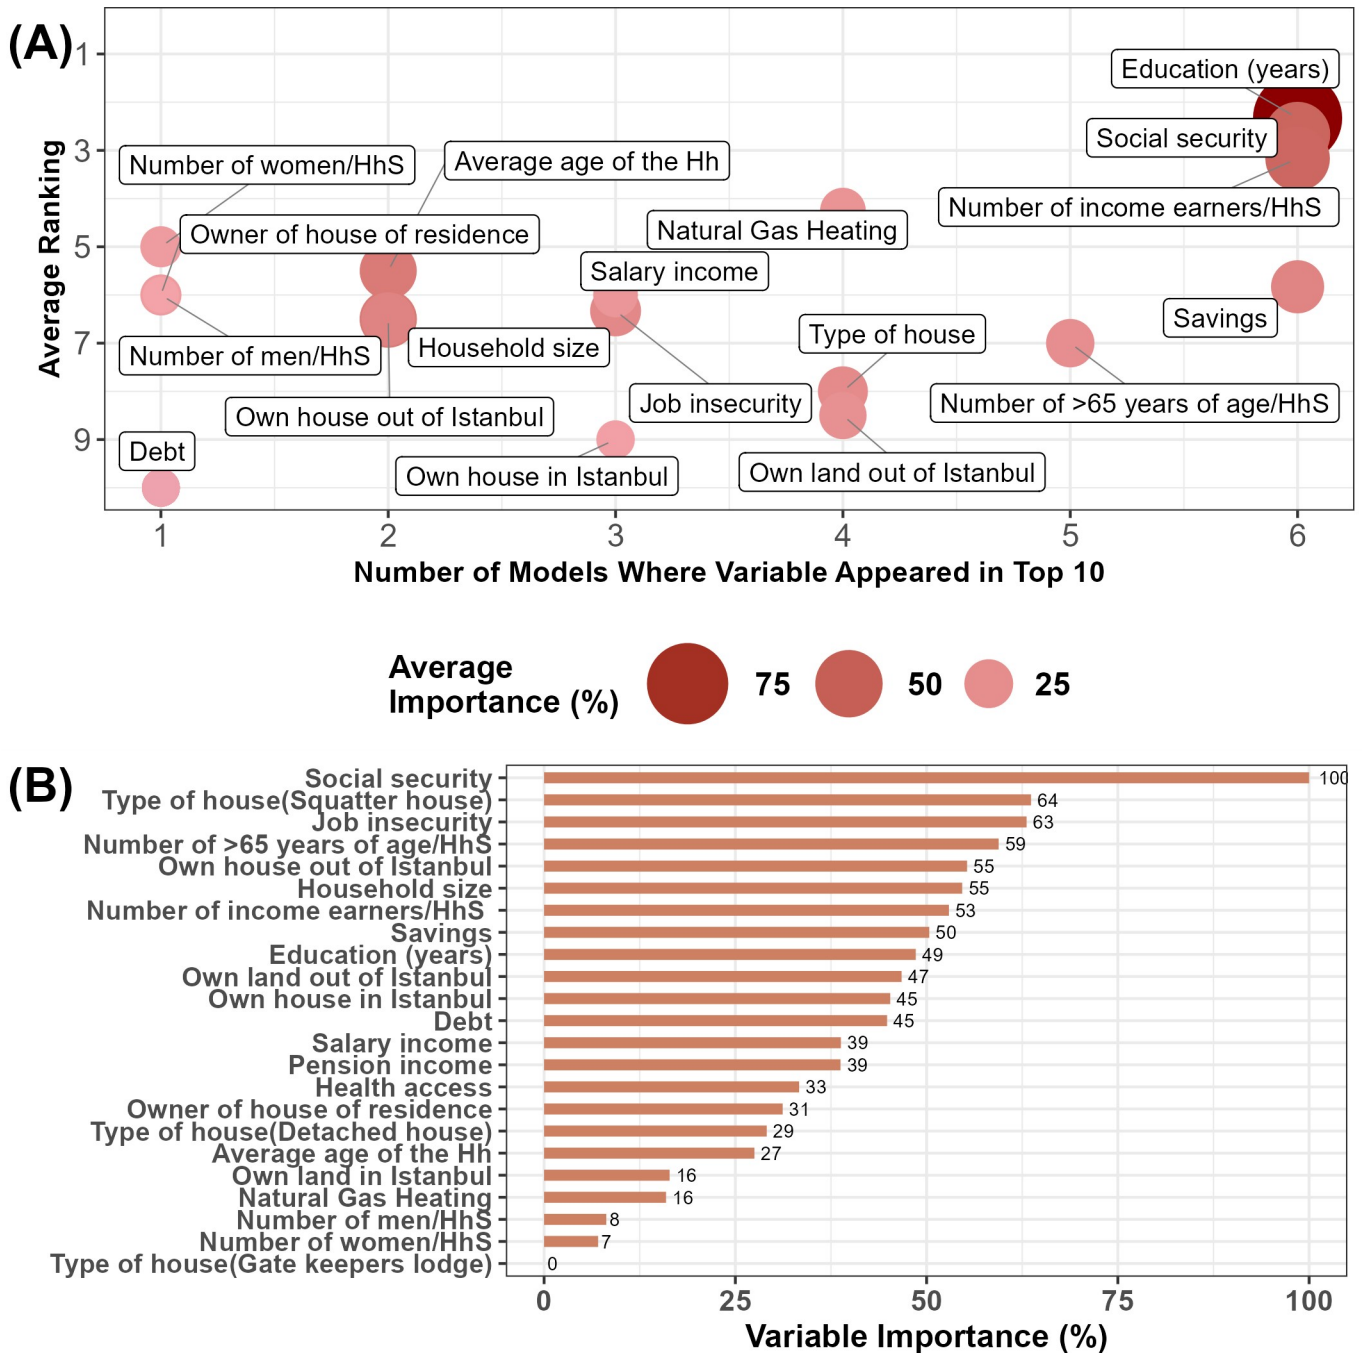 (A)
1
3
5
7
9
Average Ranking
Education (years)
Social security
Number of women/HhS
Average age of the Hh
Number of income earners/HhS
Owner of house of residence
Natural Gas Heating
Salary income
Savings
Type of house
Household size
Number of men/HhS
Job insecurity
Number of >65 years of age/HhS
Own house out of Istanbul
Debt
Own house in Istanbul
Own land out of Istanbul
1 2 3 4 5 6
Number of Models Where Variable Appeared in Top 10
Average
Importance (%)
75 50 25
(B)
Social security 100
Type of house(Squatter house) 64
Job insecurity 63
Number of >65 years of age/HhS 59
Own house out of Istanbul 55
Household size 55
Number of income earners/HhS 53
Savings 50
Education (years) 49
Own land out of Istanbul 47
Own house in Istanbul 45
Debt 45
Salary income 39
Pension income 39
Health access 33
Owner of house of residence 31
Type of house(Detached house) 29
Average age of the Hh 27
Own land in Istanbul 16
Natural Gas Heating 16
Number of men/HhS 8
Number of women/HhS 7
Type of house(Gate keepers lodge) 0
0 25 50 75 100
Variable Importance (%)